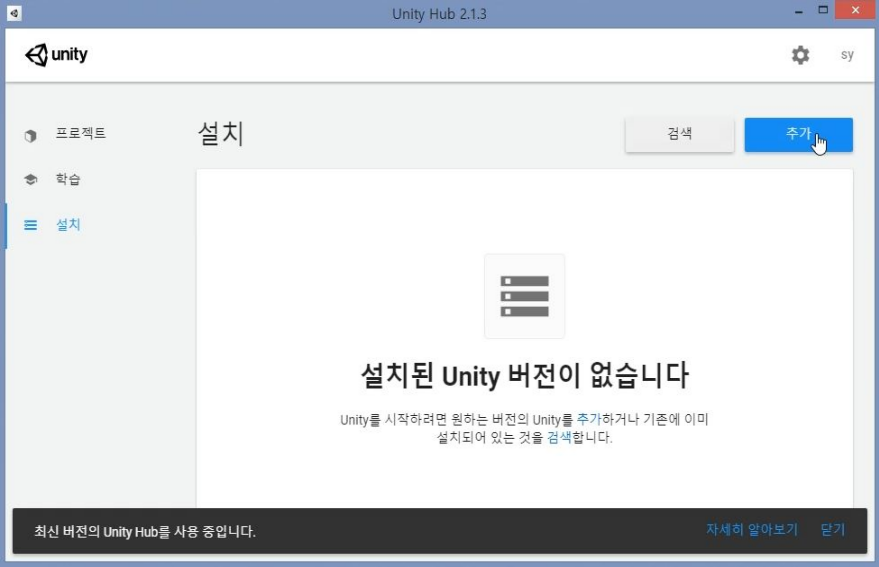 Unity Hub 2.1.3
unity
sy
프로젝트
설치
검색
추가
학습
설치
설치된 Unity 버전이 없습니다
Unity를 시작하려면 원하는 버전의 Unity를 추가하거나 기존에 이미
설치되어 있는 것을 검색합니다.
최신 버전의 Unity Hub를 사용 중입니다.
자세히 알아보기
닫기